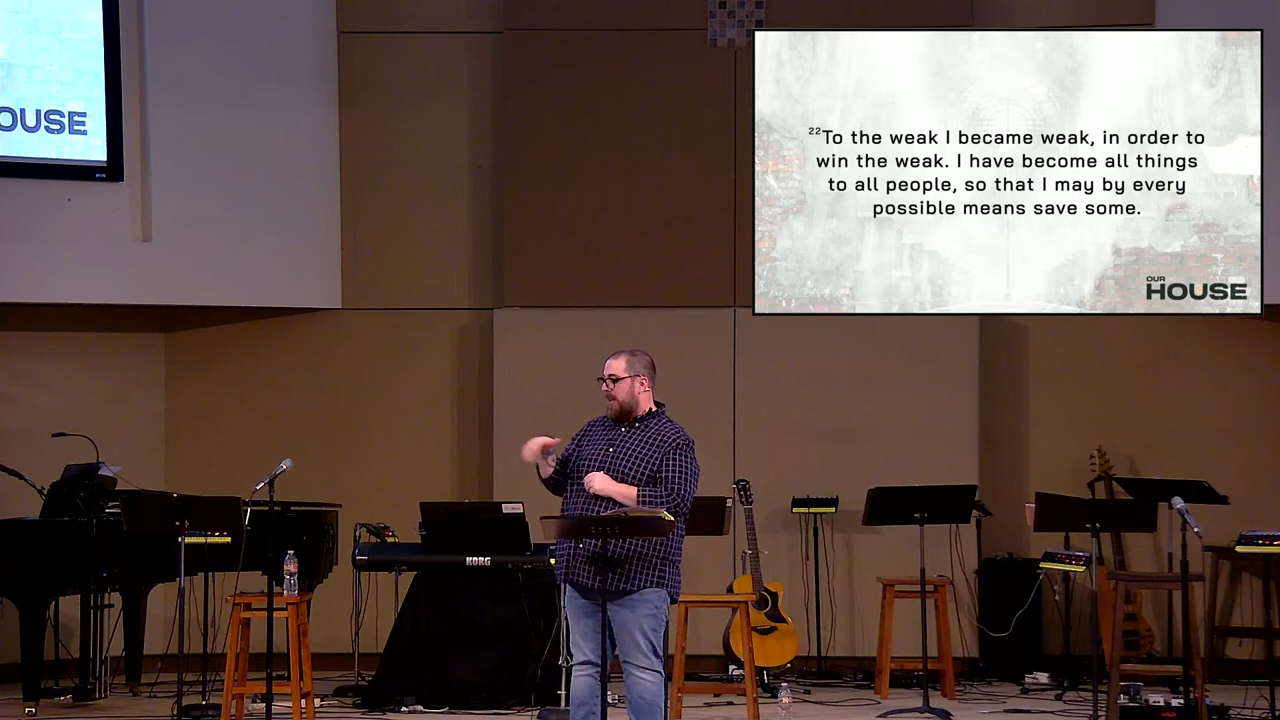 OUSE
22To the weak I became weak, in order to
win the weak. I have become all things
to all people, so that I may by every
possible means save some.
OUR
HOUSE
KORG